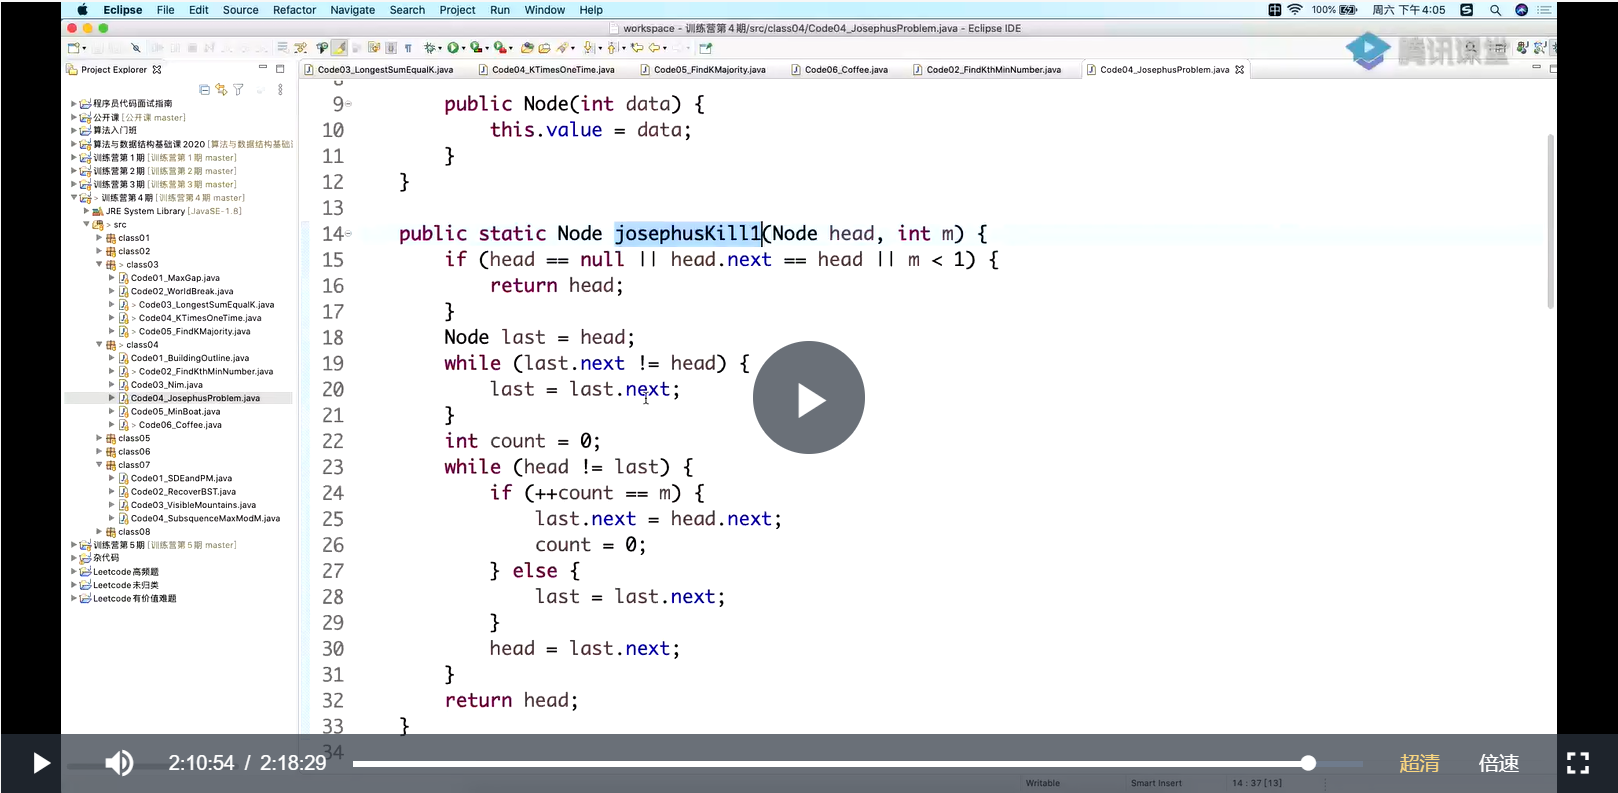 Eclipse File Edit Source Refactor Navigate Search Project Run Window Help 100% 周六 下午4:05
workspace - 训练营第4期/src/class04/Code04_JosephusProblem.java - Eclipse IDE
腾讯课堂
Project Explorer
Code03_LongestSumEqualK.java Code04_KTimesOneTime.java Code05_FindKMajority.java Code06_Coffee.java Code02_FindKthMinNumber.java Code04_JosephusProblem.java
程序员代码面试指南
公开课 [公开课 master]
算法入门班
算法与数据结构基础课2020 [算法与数据结构基础
训练营第1期 [训练营第1期 master]
训练营第2期 [训练营第2期 master]
训练营第3期 [训练营第3期 master]
> 训练营第4期 [训练营第4期 master]
JRE System Library [JavaSE-1.8]
> src
class01
class02
> class03
Code01_MaxGap.java
Code02_WorldBreak.java
> Code03_LongestSumEqualK.java
> Code04_KTimesOneTime.java
> Code05_FindKMajority.java
> class04
Code01_BuildingOutline.java
> Code02_FindKthMinNumber.java
Code03_Nim.java
Code04_JosephusProblem.java
Code05_MinBoat.java
> Code06_Coffee.java
class05
class06
class07
Code01_SDEandPM.java
Code02_RecoverBST.java
Code03_VisibleMountains.java
Code04_SubsquenceMaxModM.java
class08
训练营第5期 [训练营第5期 master]
杂代码
Leetcode高频题
Leetcode未归类
Leetcode有价值难题
9 public Node(int data) {
10 this.value = data;
11 }
12 }
13
14 public static Node josephusKill1(Node head, int m) {
15 if (head == null || head.next == head || m < 1) {
16 return head;
17 }
18 Node last = head;
19 while (last.next != head) {
20 last = last.next;
21 }
22 int count = 0;
23 while (head != last) {
24 if (++count == m) {
25 last.next = head.next;
26 count = 0;
27 } else {
28 last = last.next;
29 }
30 head = last.next;
31 }
32 return head;
33 }
34
2:10:54 / 2:18:29 超清 倍速
Writable Smart Insert 14 : 37 [13]